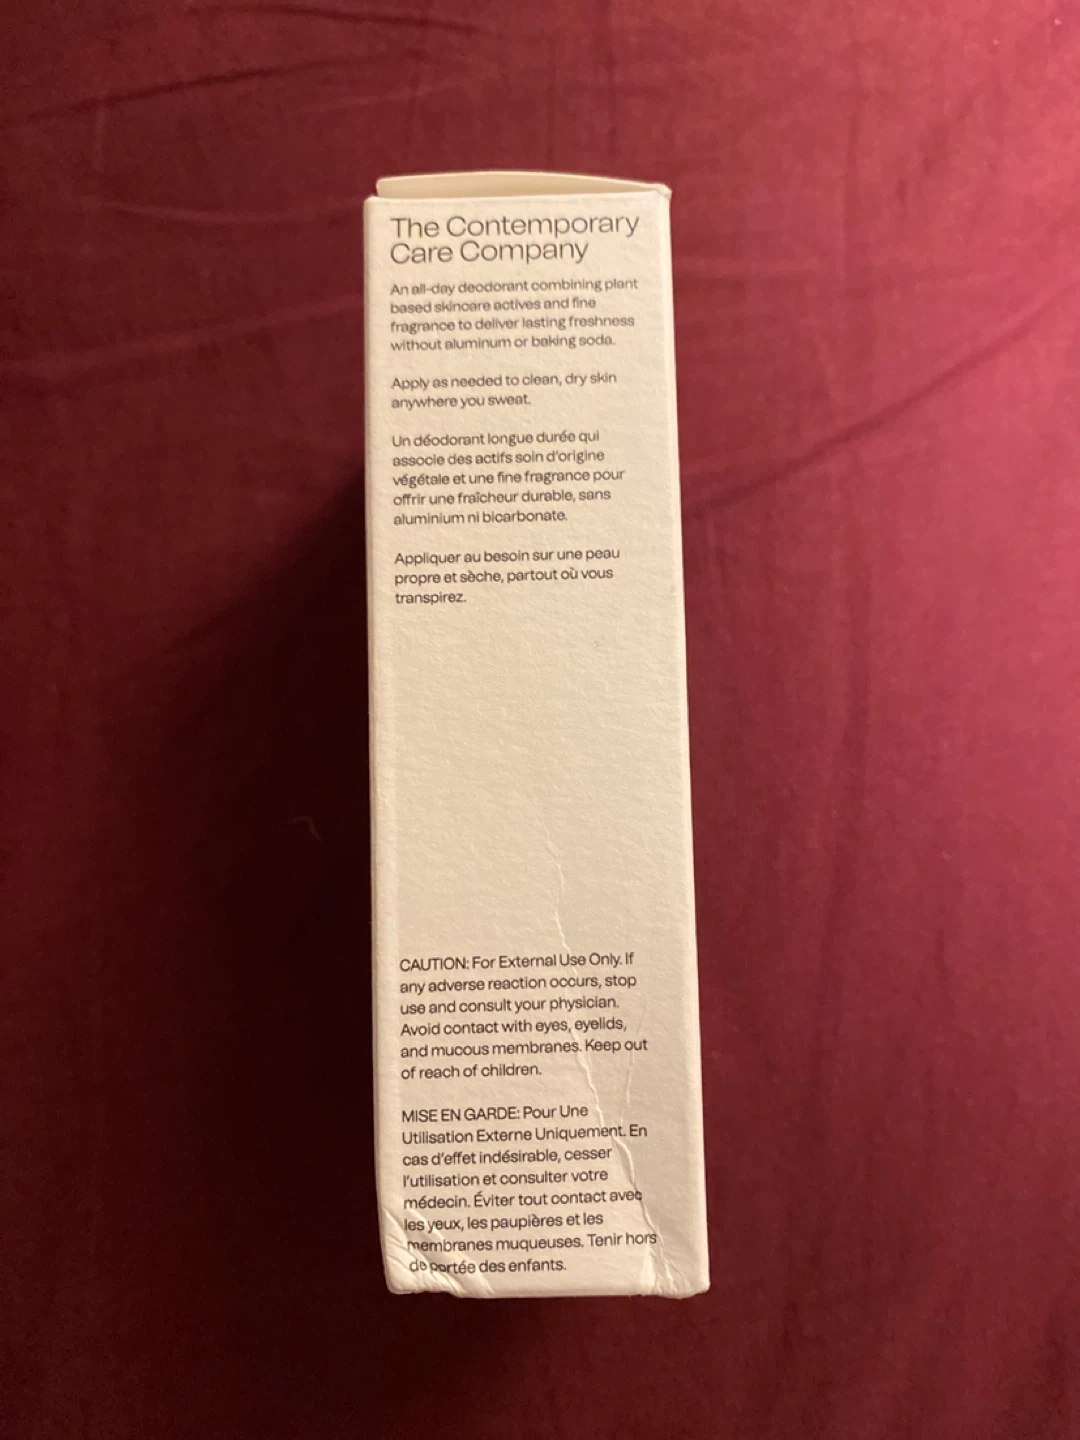 The Contemporary
Care Company
An all-day deodorant combining plant
based skincare actives and fine
fragrance to deliver lasting freshness
without aluminum or baking soda.
Apply as needed to clean, dry skin
anywhere you sweat.
Un déodorant longue durée qui
associe des actifs soin d'origine
végétale et une fine fragrance pour
offrir une fraîcheur durable, sans
aluminium ni bicarbonate.
Appliquer au besoin sur une peau
propre et sèche, partout où vous
transpirez.
CAUTION: For External Use Only. If
any adverse reaction occurs, stop
use and consult your physician.
Avoid contact with eyes, eyelids,
and mucous membranes. Keep out
of reach of children.
MISE EN GARDE: Pour Une
Utilisation Externe Uniquement. En
cas d'effet indésirable, cesser
l'utilisation et consulter votre
médecin. Éviter tout contact avec
les yeux, les paupières et les
membranes muqueuses. Tenir hors
de portée des enfants.